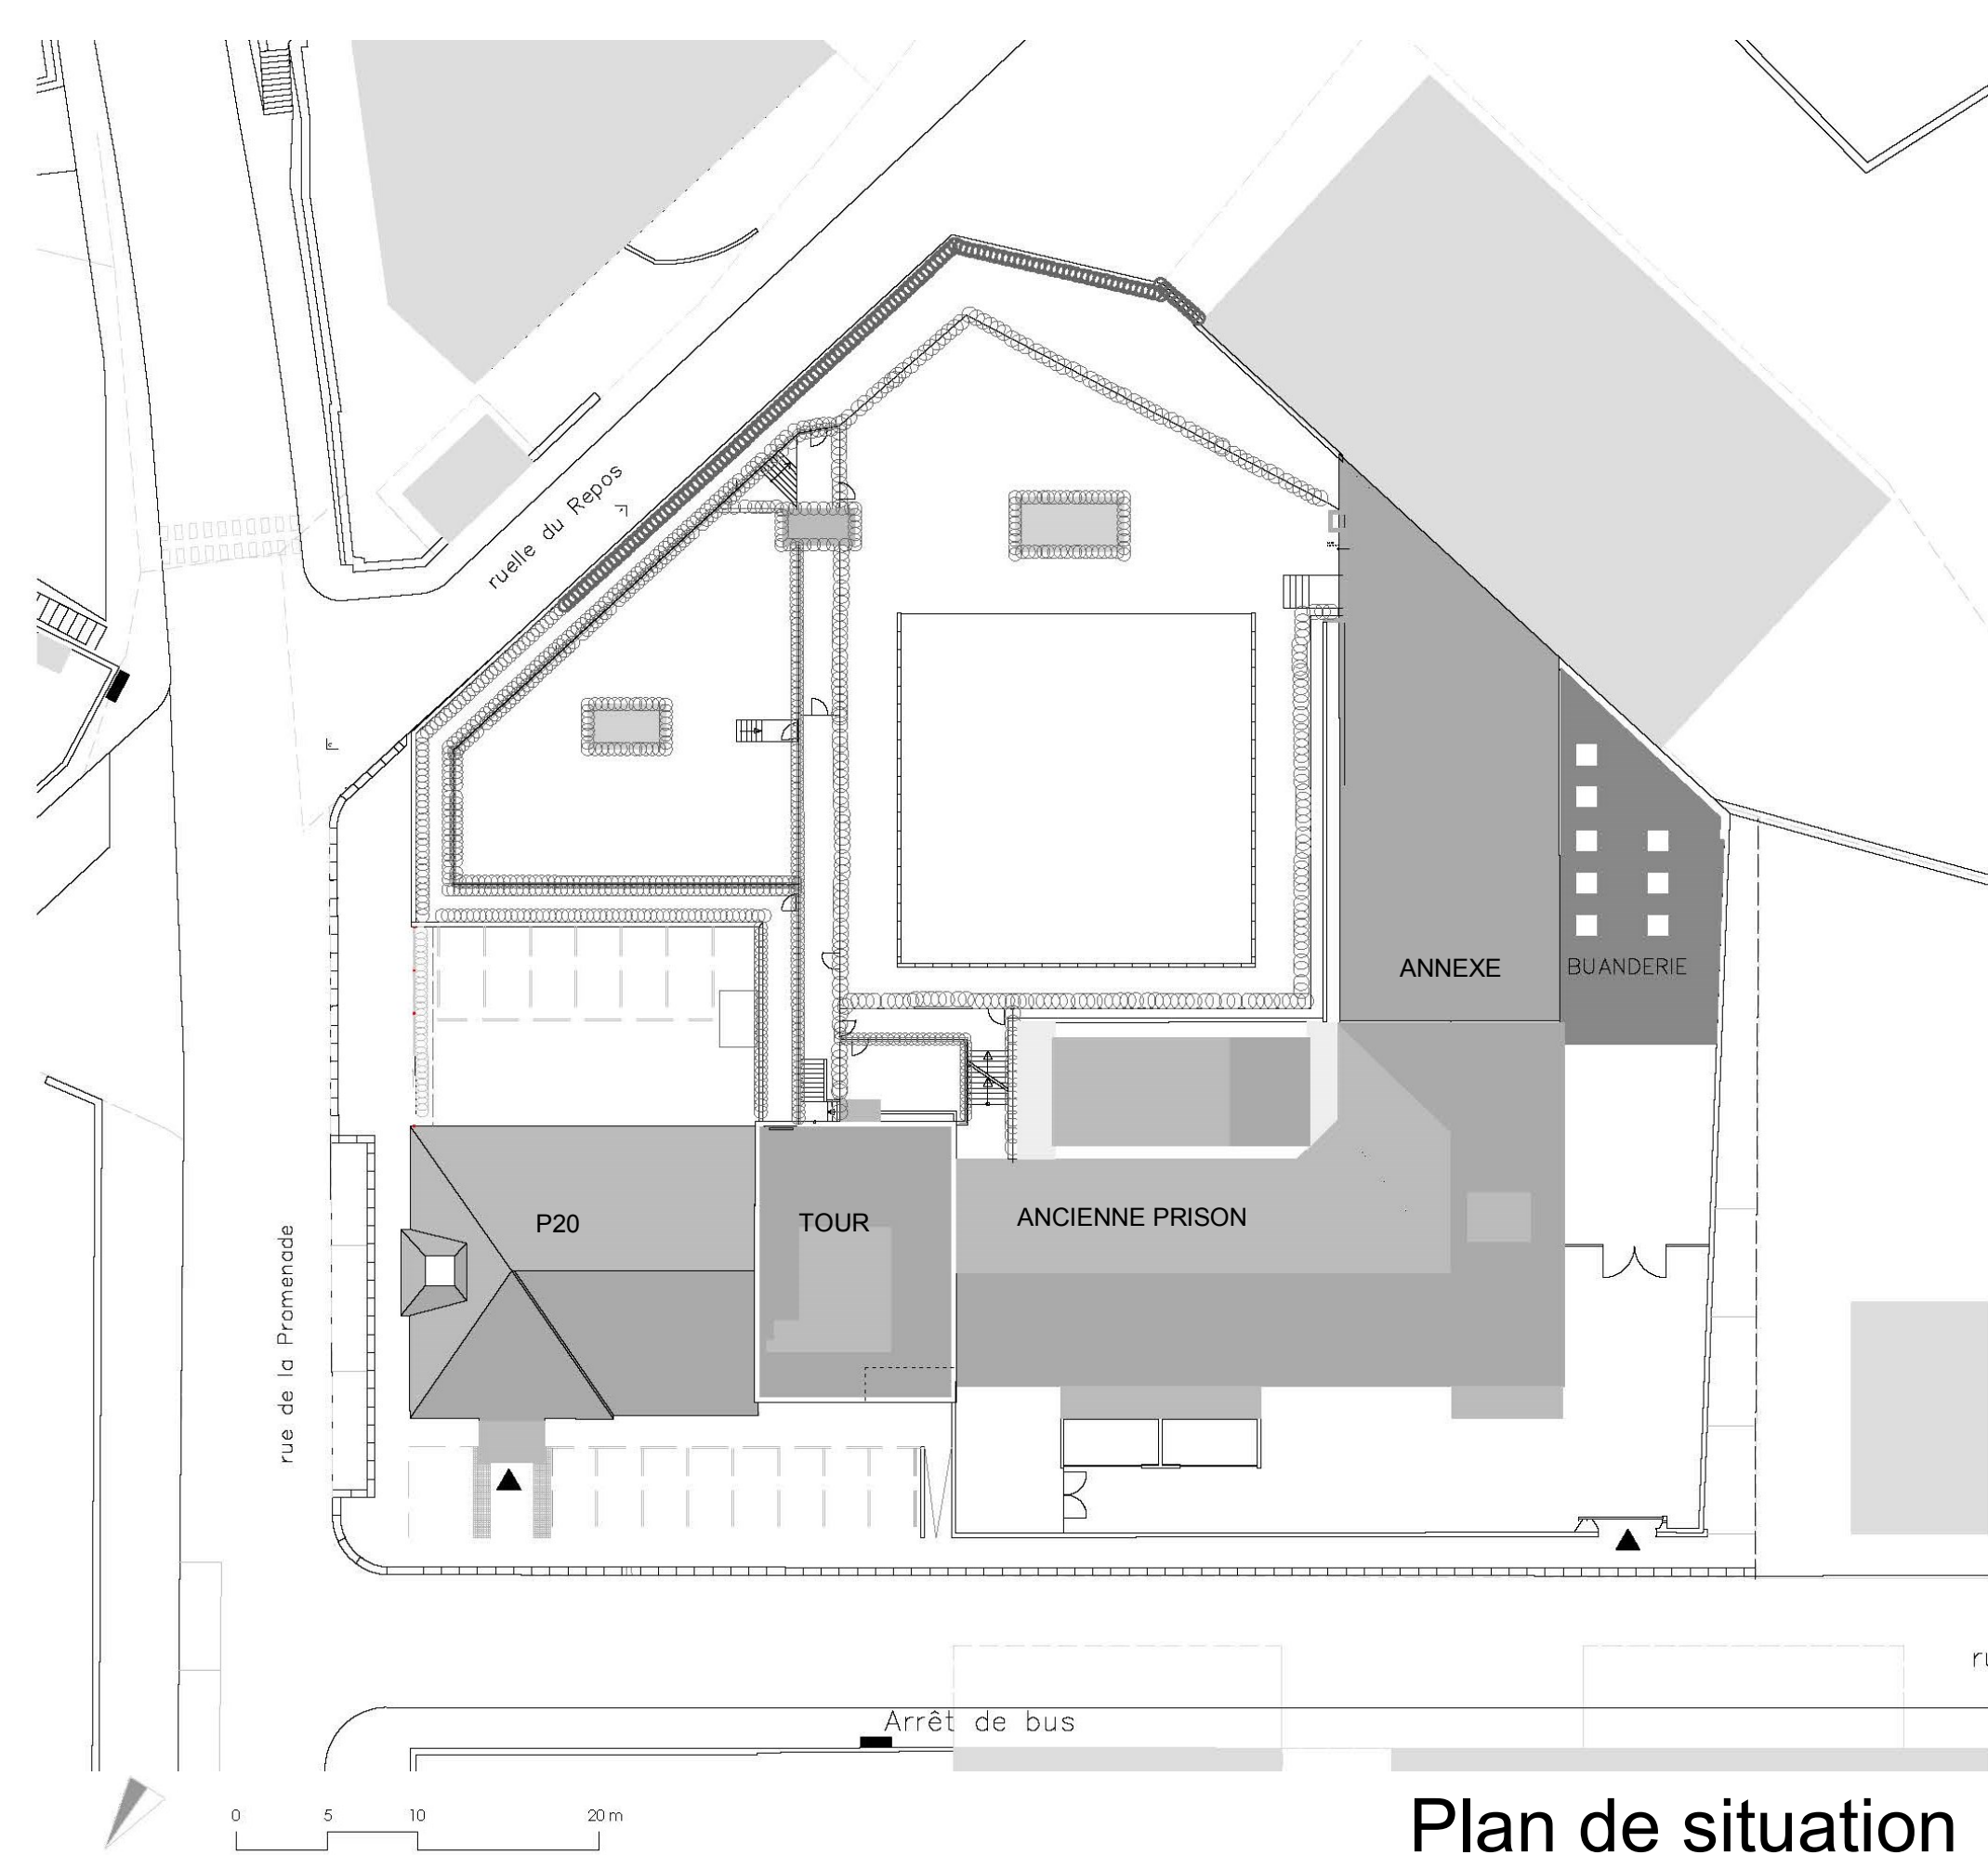 ruelle du Repos
ANNEXE
BUANDERIE
P20
TOUR
ANCIENNE PRISON
rue de la Promenade
Arrêt de bus
0 5 10 20 m
Plan de situation